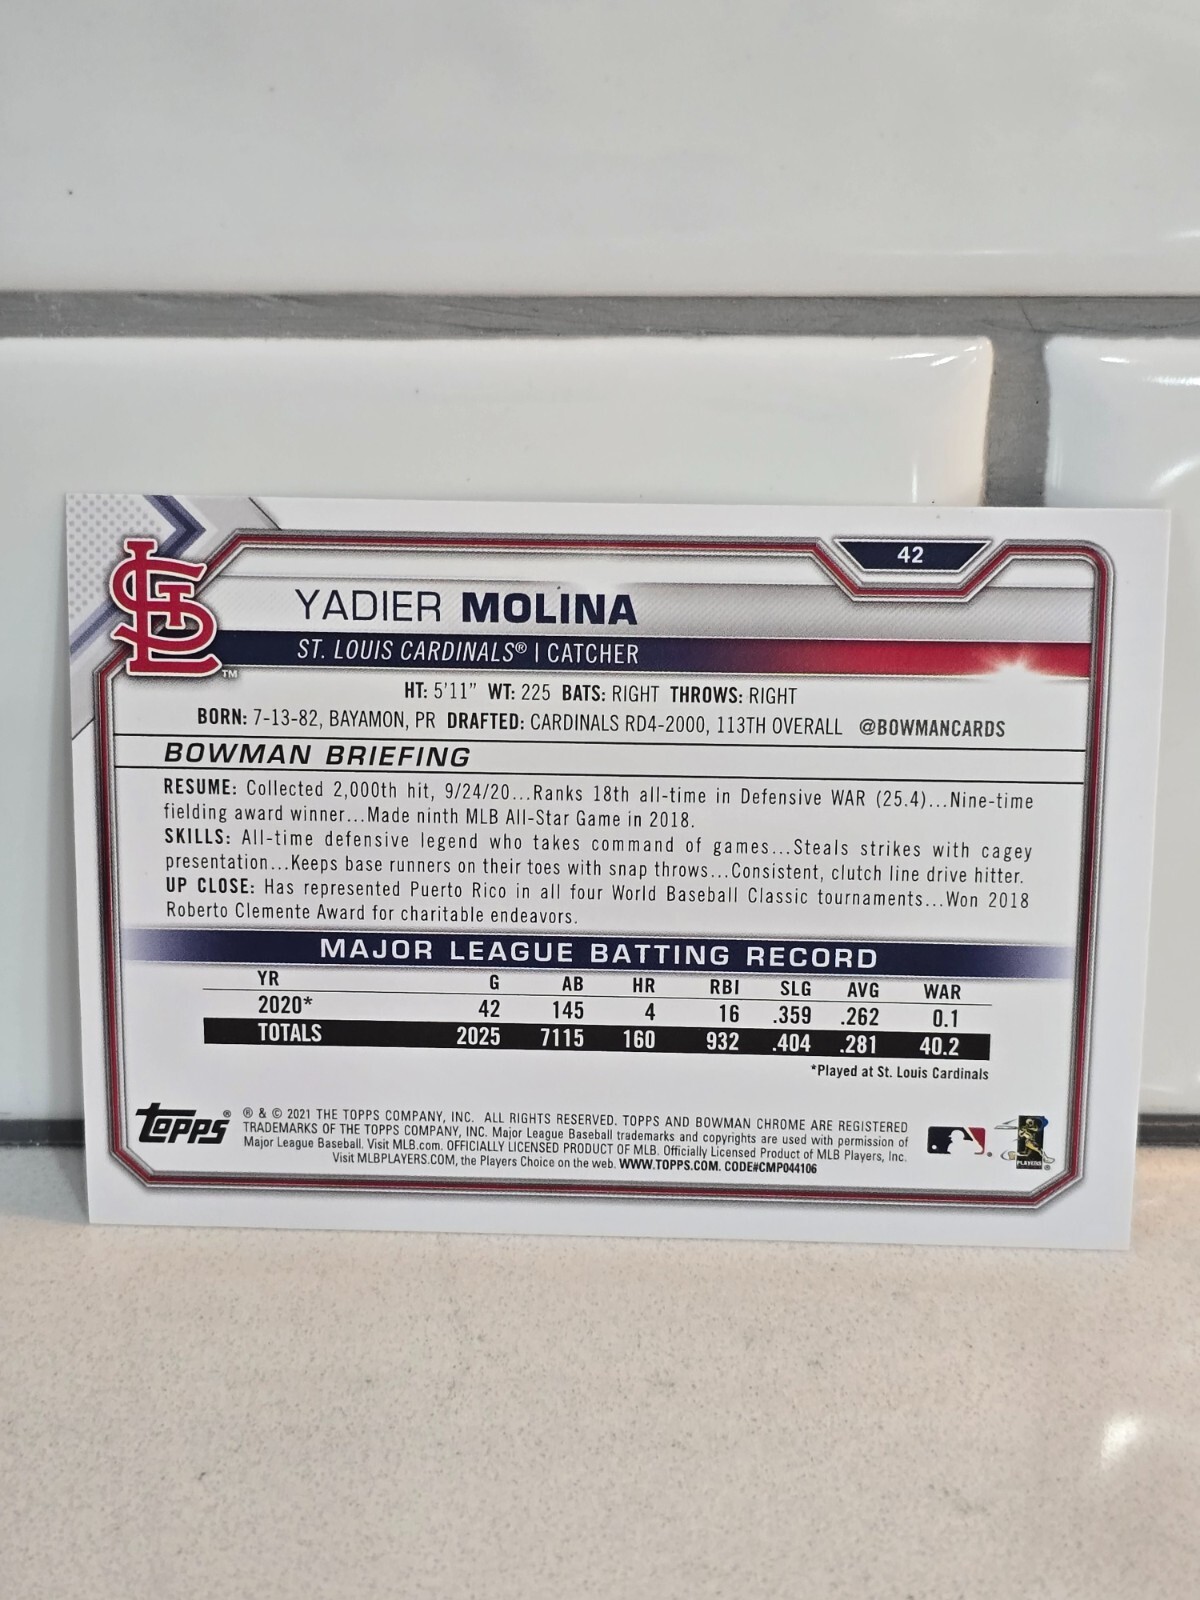 42
YADIER MOLINA
ST. LOUIS CARDINALS® | CATCHER
STL
TM
HT: 5'11" WT: 225 BATS: RIGHT THROWS: RIGHT
BORN: 7-13-82, BAYAMON, PR DRAFTED: CARDINALS RD4-2000, 113TH OVERALL @BOWMANCARDS
BOWMAN BRIEFING
RESUME: Collected 2,000th hit, 9/24/20...Ranks 18th all-time in Defensive WAR (25.4)...Nine-time
fielding award winner...Made ninth MLB All-Star Game in 2018.
SKILLS: All-time defensive legend who takes command of games...Steals strikes with cagey
presentation...Keeps base runners on their toes with snap throws...Consistent, clutch line drive hitter.
UP CLOSE: Has represented Puerto Rico in all four World Baseball Classic tournaments...Won 2018
Roberto Clemente Award for charitable endeavors.
MAJOR LEAGUE BATTING RECORD
YR G AB HR RBI SLG AVG WAR
2020* 42 145 4 16 .359 .262 0.1
TOTALS 2025 7115 160 932 .404 .281 40.2
*Played at St. Louis Cardinals
topps®
® & © 2021 THE TOPPS COMPANY, INC. ALL RIGHTS RESERVED. TOPPS AND BOWMAN CHROME ARE REGISTERED
TRADEMARKS OF THE TOPPS COMPANY, INC. Major League Baseball trademarks and copyrights are used with permission of
Major League Baseball. Visit MLB.com. OFFICIALLY LICENSED PRODUCT OF MLB. Officially Licensed Product of MLB Players, Inc.
Visit MLBPLAYERS.COM, the Players Choice on the web. WWW.TOPPS.COM. CODE#CMP044106
PLAYERS